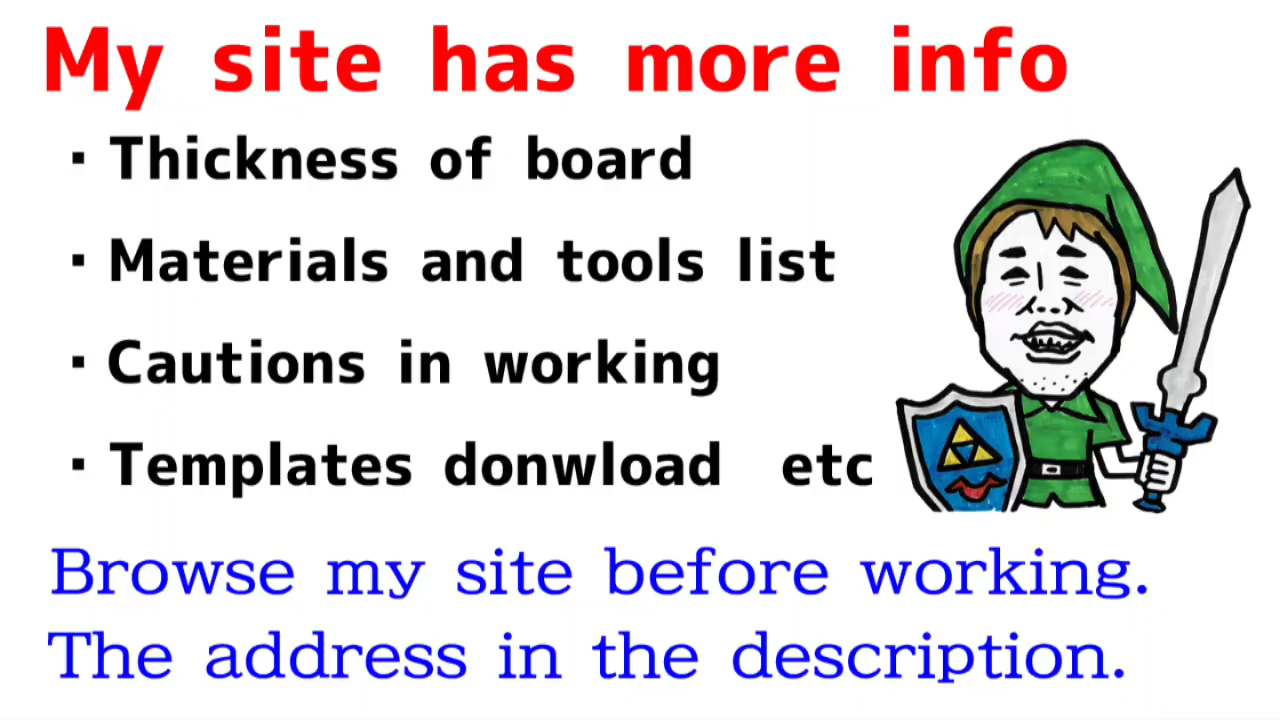 My site has more info
・Thickness of board
・Materials and tools list
・Cautions in working
・Templates donwload etc
Browse my site before working.
The address in the description.